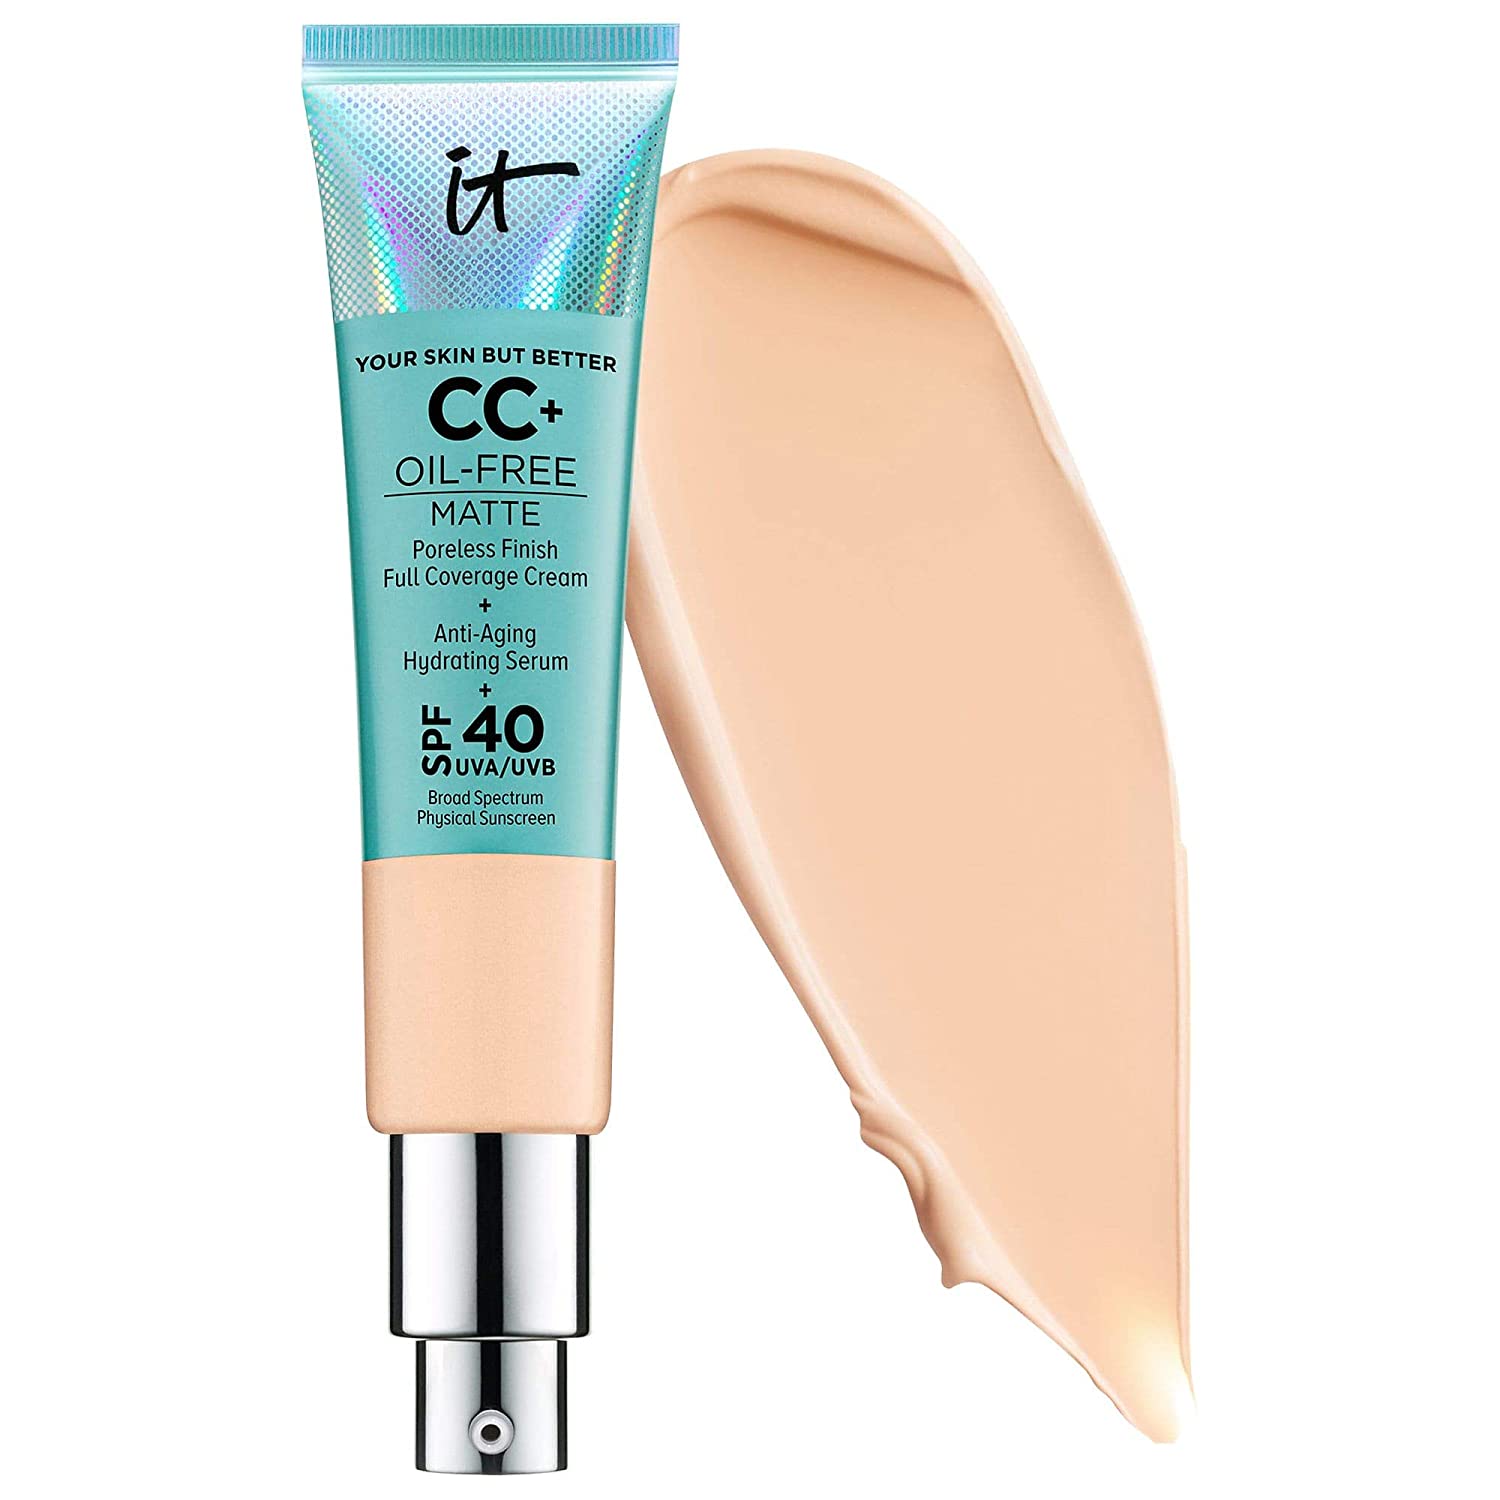 it
YOUR SKIN BUT BETTER
CC+
OIL-FREE
MATTE
Poreless Finish
Full Coverage Cream
+
Anti-Aging
Hydrating Serum
+
SPF 40
UVA/UVB
Broad Spectrum
Physical Sunscreen